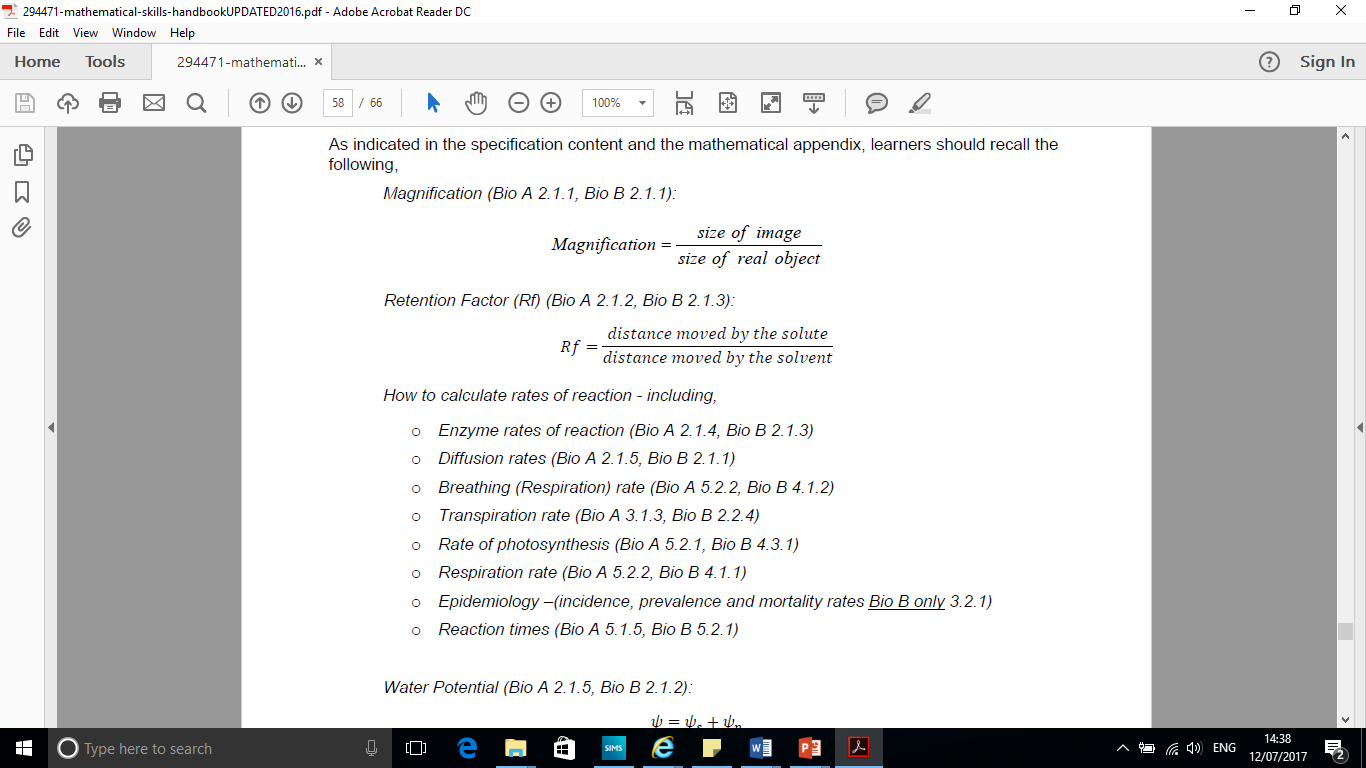 294471-mathematical-skills-handbookUPDATED2016.pdf - Adobe Acrobat Reader DC
File Edit View Window Help
Home Tools 294471-mathemati... × ? Sign In
58 / 66 100%
As indicated in the specification content and the mathematical appendix, learners should recall the
following,
Magnification (Bio A 2.1.1, Bio B 2.1.1):
Magnification = size of image / size of real object
Retention Factor (Rf) (Bio A 2.1.2, Bio B 2.1.3):
Rf = distance moved by the solute / distance moved by the solvent
How to calculate rates of reaction - including,
o Enzyme rates of reaction (Bio A 2.1.4, Bio B 2.1.3)
o Diffusion rates (Bio A 2.1.5, Bio B 2.1.1)
o Breathing (Respiration) rate (Bio A 5.2.2, Bio B 4.1.2)
o Transpiration rate (Bio A 3.1.3, Bio B 2.2.4)
o Rate of photosynthesis (Bio A 5.2.1, Bio B 4.3.1)
o Respiration rate (Bio A 5.2.2, Bio B 4.1.1)
o Epidemiology –(incidence, prevalence and mortality rates Bio B only 3.2.1)
o Reaction times (Bio A 5.1.5, Bio B 5.2.1)
Water Potential (Bio A 2.1.5, Bio B 2.1.2):
ψ = ψs + ψp
Type here to search SIMS ENG 14:38
12/07/2017 2